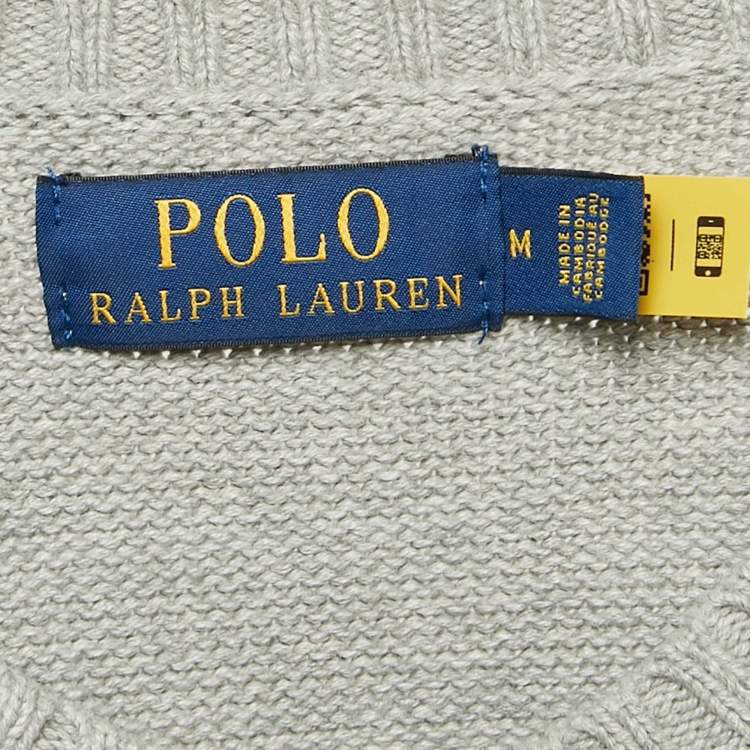 POLO
RALPH LAUREN
M
MADE IN
CAMBODIA
FABRIQUÉ AU
CAMBODGE